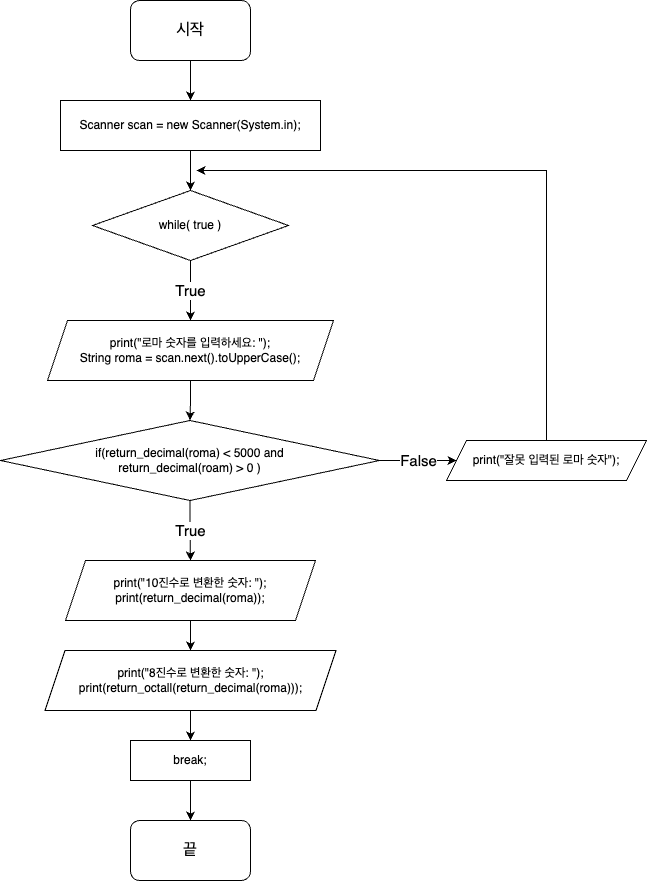 시작
Scanner scan = new Scanner(System.in);
while( true )
True
print("로마 숫자를 입력하세요: ");
String roma = scan.next().toUpperCase();
if(return_decimal(roma) < 5000 and
return_decimal(roam) > 0 )
False
print("잘못 입력된 로마 숫자");
True
print("10진수로 변환한 숫자: ");
print(return_decimal(roma));
print("8진수로 변환한 숫자: ");
print(return_octall(return_decimal(roma)));
break;
끝